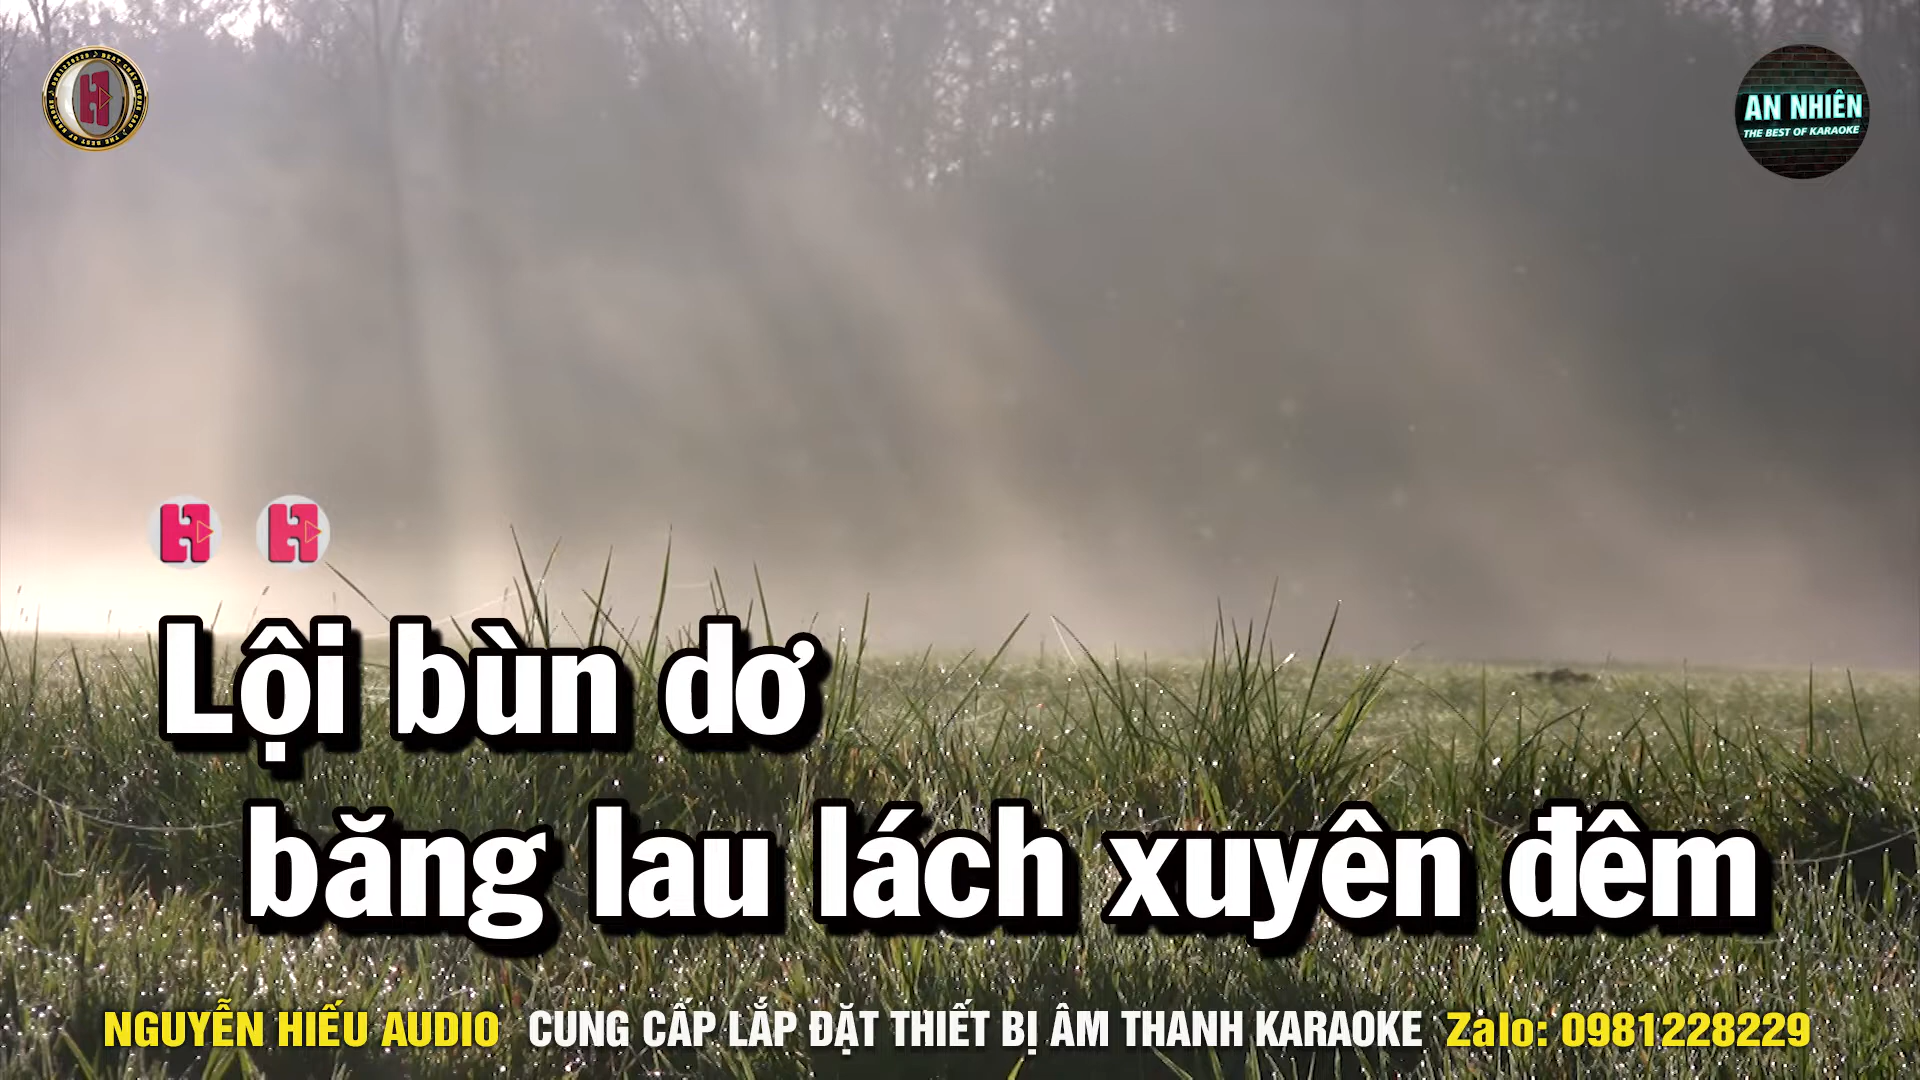 AN NHIÊN
THE BEST OF KARAOKE
Lội bùn dơ
băng lau lách xuyên đêm
NGUYỄN HIẾU AUDIO CUNG CẤP LẮP ĐẶT THIẾT BỊ ÂM THANH KARAOKE Zalo: 0981228229